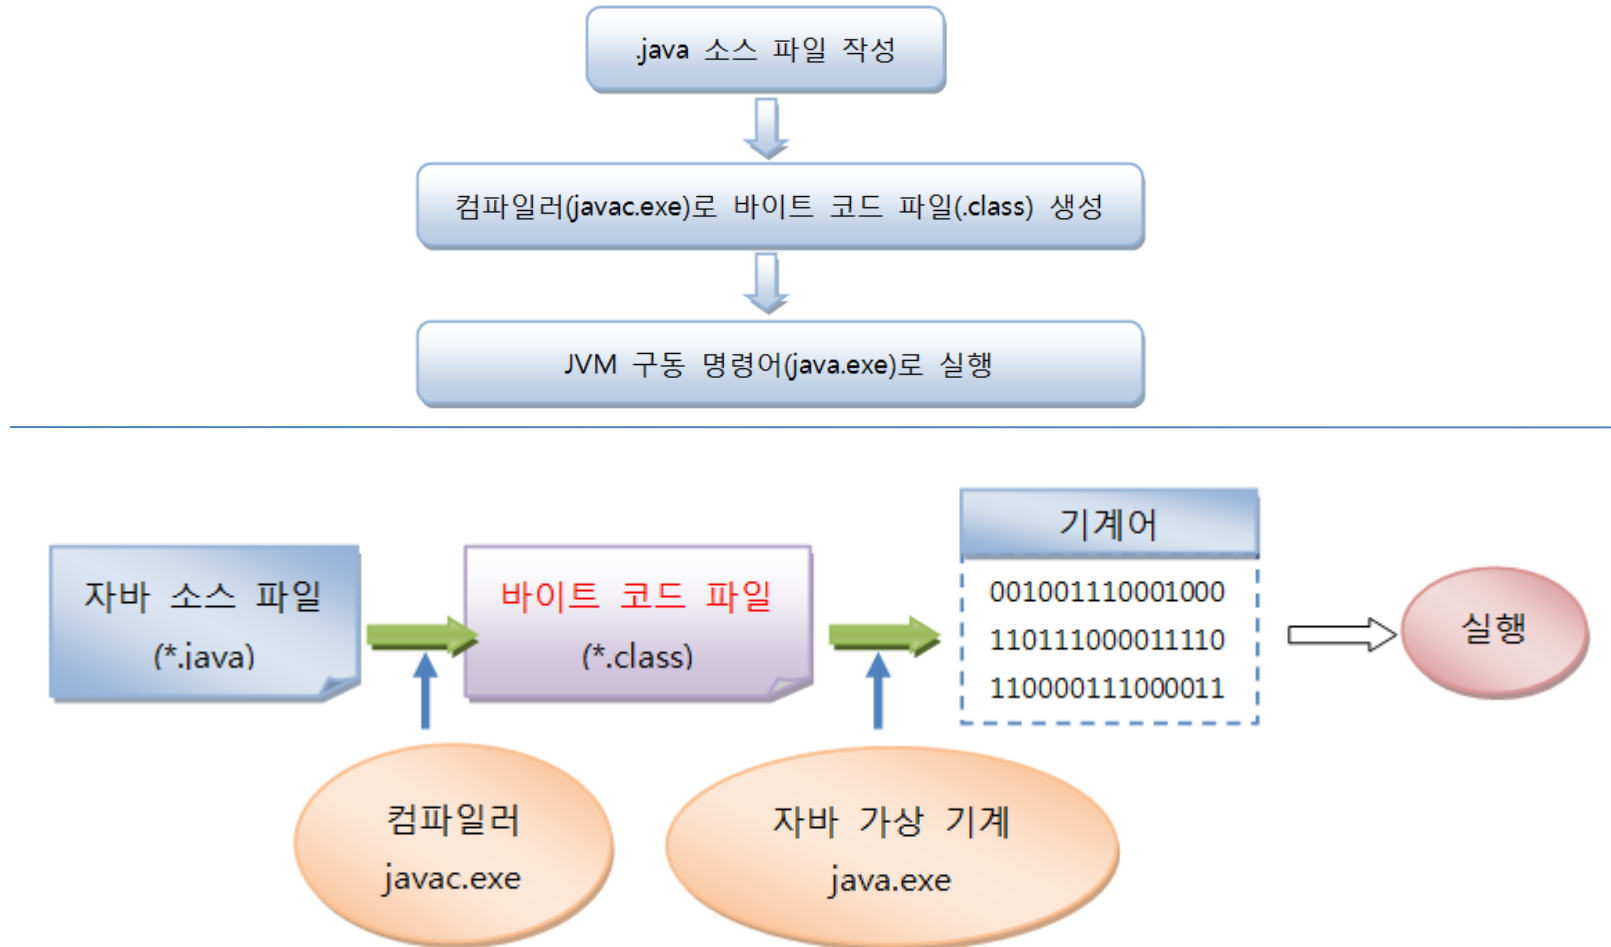 .java 소스 파일 작성
컴파일러(javac.exe)로 바이트 코드 파일(.class) 생성
JVM 구동 명령어(java.exe)로 실행
자바 소스 파일
(*.java)
바이트 코드 파일
(*.class)
기계어
001001110001000
110111000011110
110000111000011
실행
컴파일러
javac.exe
자바 가상 기계
java.exe